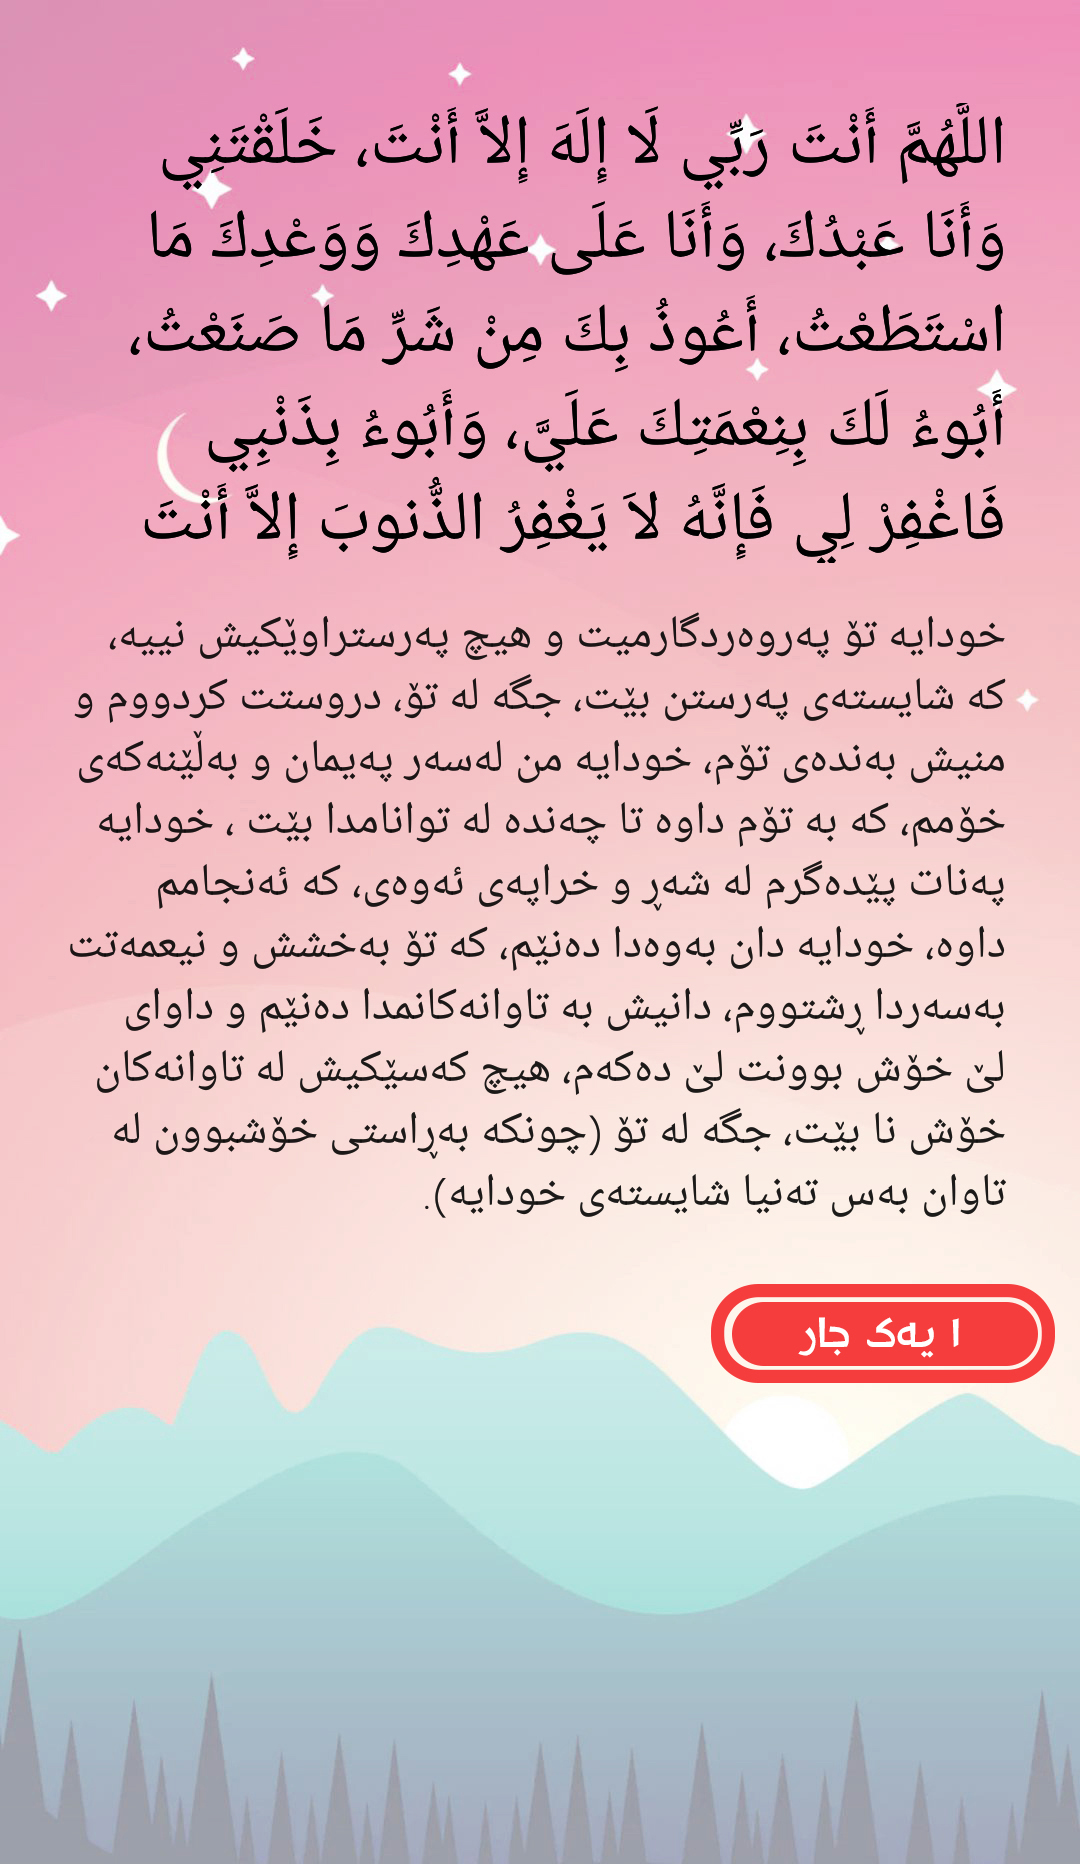 اللَّهُمَّ أَنْتَ رَبِّي لَا إِلَهَ إِلاَّ أَنْتَ، خَلَقْتَنِي
وَأَنَا عَبْدُكَ، وَأَنَا عَلَى عَهْدِكَ وَوَعْدِكَ مَا
اسْتَطَعْتُ، أَعُوذُ بِكَ مِنْ شَرِّ مَا صَنَعْتُ،
أَبُوءُ لَكَ بِنِعْمَتِكَ عَلَيَّ، وَأَبُوءُ بِذَنْبِي
فَاغْفِرْ لِي فَإِنَّهُ لاَ يَغْفِرُ الذُّنوبَ إِلاَّ أَنْتَ
خودایە تۆ پەروەردگارمیت و هیچ پەرستراوێکیش نییە،
کە شایستەی پەرستن بێت، جگە لە تۆ، دروستت کردووم و
منیش بەندەی تۆم، خودایە من لەسەر پەیمان و بەڵێنەکەی
خۆمم، کە بە تۆم داوە تا چەندە لە توانامدا بێت ، خودایە
پەنات پێدەگرم لە شەڕ و خراپەی ئەوەی، کە ئەنجامم
داوە، خودایە دان بەوەدا دەنێم، کە تۆ بەخشش و نیعمەتت
بەسەردا ڕشتووم، دانیش بە تاوانەکانمدا دەنێم و داوای
لێ خۆش بوونت لێ دەکەم، هیچ کەسێکیش لە تاوانەکان
خۆش نا بێت، جگە لە تۆ (چونکە بەڕاستی خۆشبوون لە
تاوان بەس تەنیا شایستەی خودایە).
١ یەک جار